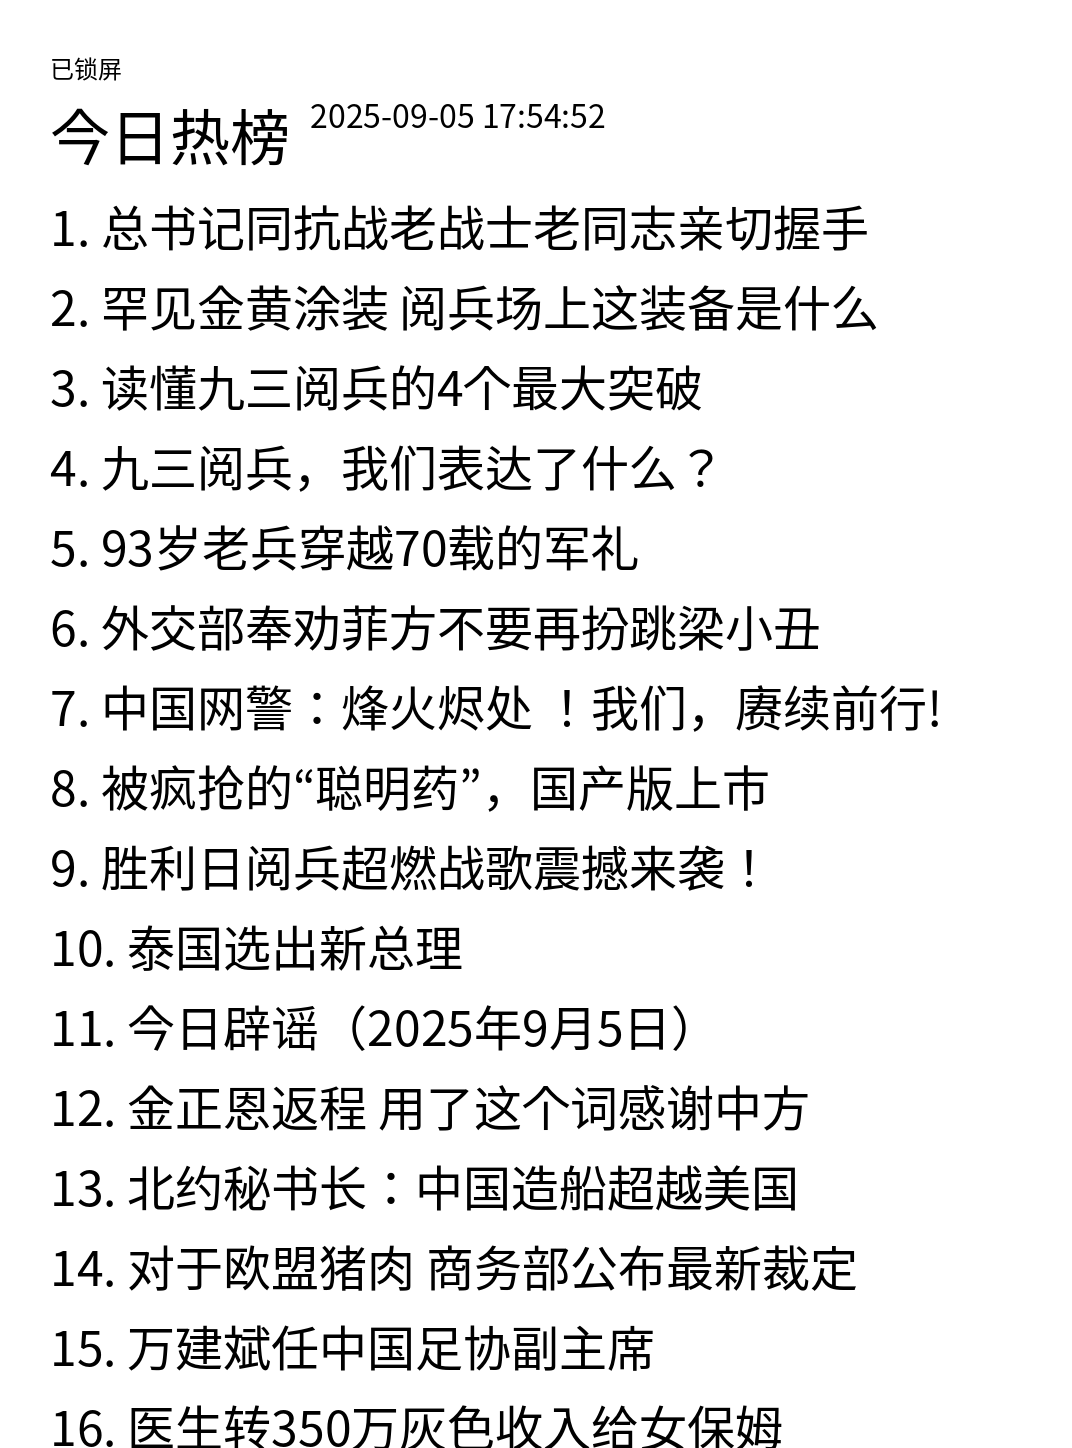 已锁屏
今日热榜 2025-09-05 17:54:52
1. 总书记同抗战老战士老同志亲切握手
2. 罕见金黄涂装 阅兵场上这装备是什么
3. 读懂九三阅兵的4个最大突破
4. 九三阅兵，我们表达了什么？
5. 93岁老兵穿越70载的军礼
6. 外交部奉劝菲方不要再扮跳梁小丑
7. 中国网警：烽火烬处 ！我们，赓续前行!
8. 被疯抢的“聪明药”，国产版上市
9. 胜利日阅兵超燃战歌震撼来袭！
10. 泰国选出新总理
11. 今日辟谣（2025年9月5日）
12. 金正恩返程 用了这个词感谢中方
13. 北约秘书长：中国造船超越美国
14. 对于欧盟猪肉 商务部公布最新裁定
15. 万建斌任中国足协副主席
16. 医生转350万灰色收入给女保姆